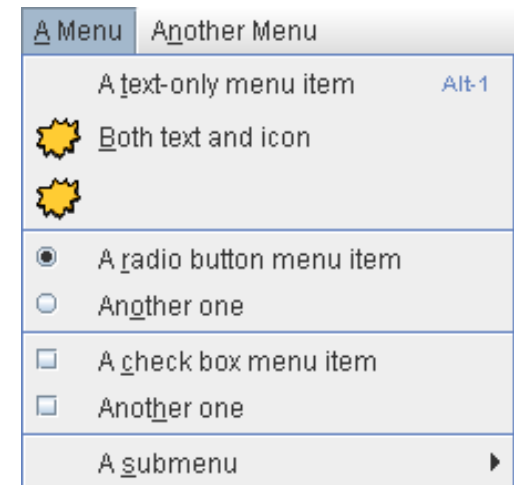 A Menu Another Menu
A text-only menu item Alt-1
Both text and icon
A radio button menu item
Another one
A check box menu item
Another one
A submenu